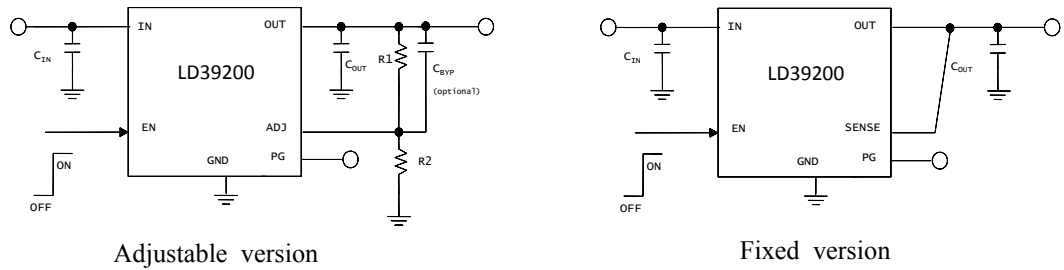 IN
OUT
C_IN
LD39200
C_OUT
R1
C_BYP
(optional)
EN
ADJ
GND
PG
R2
ON
OFF
Adjustable version
IN
OUT
C_IN
LD39200
C_OUT
EN
SENSE
GND
PG
ON
OFF
Fixed version